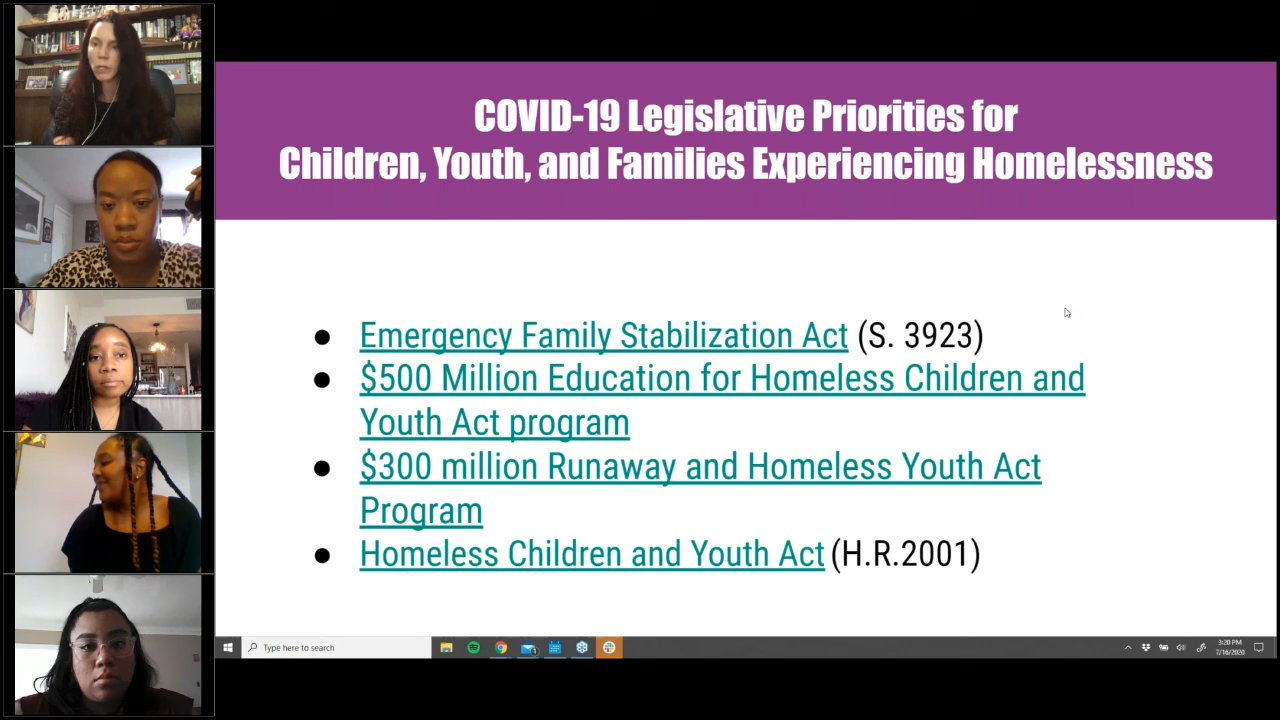 COVID-19 Legislative Priorities for
Children, Youth, and Families Experiencing Homelessness
● Emergency Family Stabilization Act (S. 3923)
● $500 Million Education for Homeless Children and
Youth Act program
● $300 million Runaway and Homeless Youth Act
Program
● Homeless Children and Youth Act (H.R.2001)
Type here to search
1
3:20 PM
7/16/2020